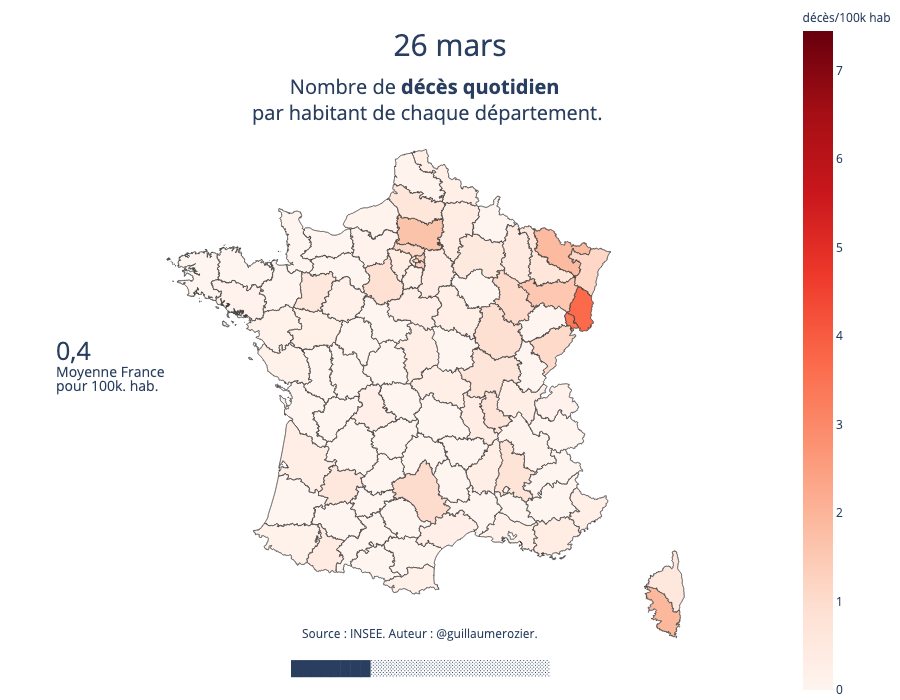 décès/100k hab
26 mars
Nombre de décès quotidien
par habitant de chaque département.
7
6
5
4
3
2
1
0
0,4
Moyenne France
pour 100k. hab.
Source : INSEE. Auteur : @guillaumerozier.